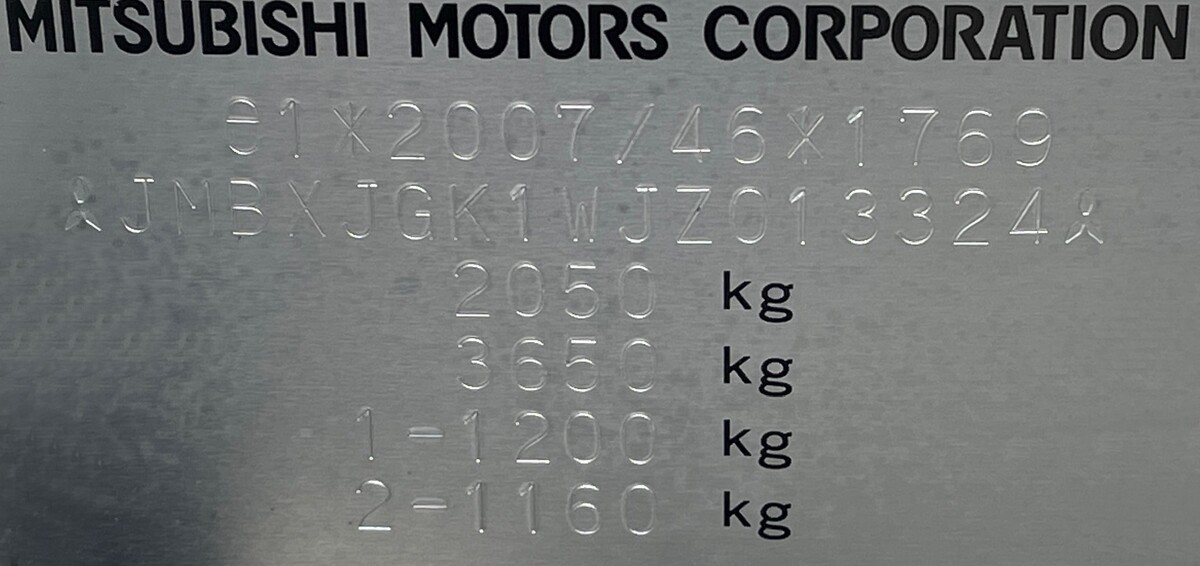 MITSUBISHI MOTORS CORPORATION
e1*2007/46*1769
JMBXJGK1WJZ013324
2050 kg
3650 kg
1-1200 kg
2-1160 kg